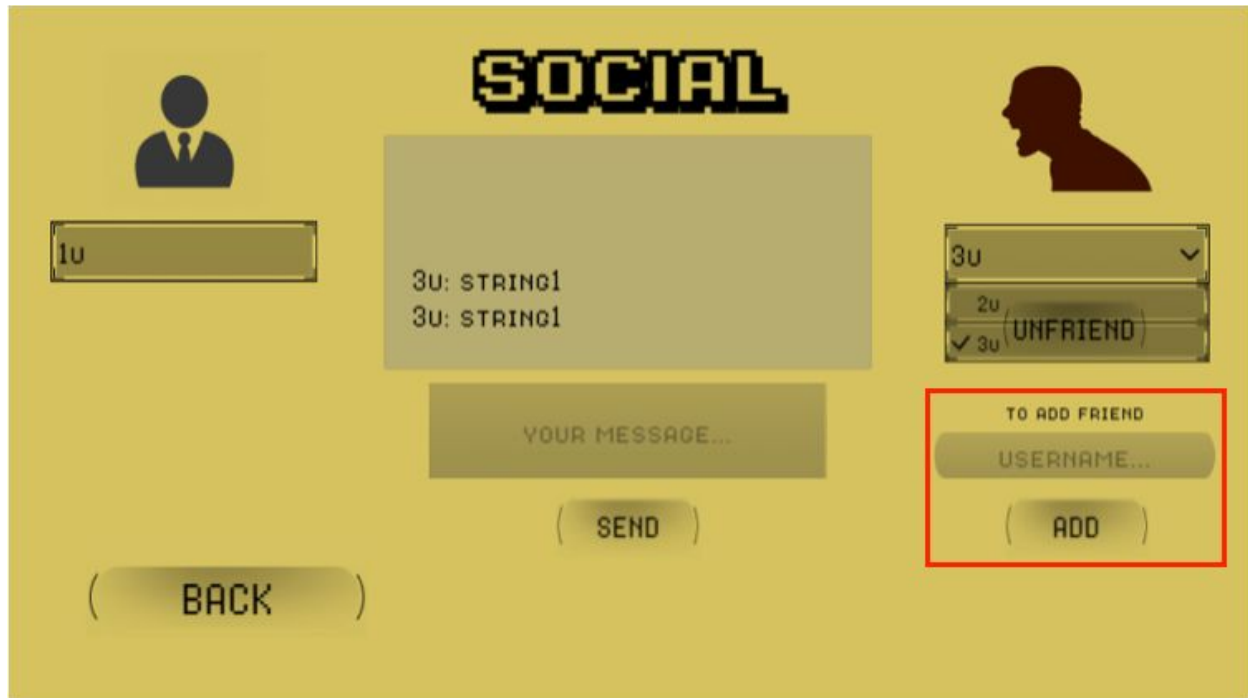 SOCIAL
1U
3U: STRING1
3U: STRING1
YOUR MESSAGE...
SEND
BACK
3U
2U
3U
UNFRIEND
TO ADD FRIEND
USERNAME...
ADD